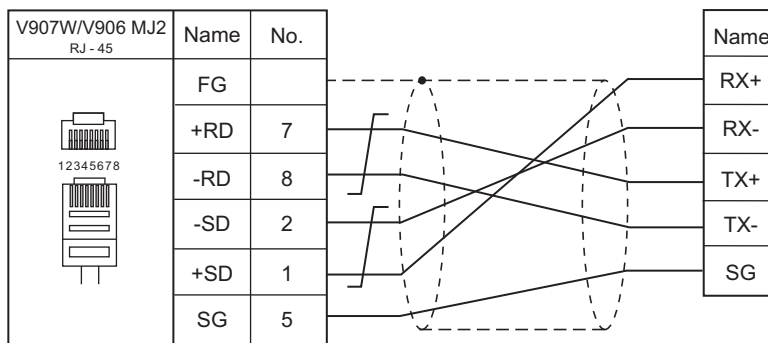 V907W/V906 MJ2 Name No.
RJ - 45
FG
+RD 7
-RD 8
-SD 2
+SD 1
SG 5
12345678
Name
RX+
RX-
TX+
TX-
SG